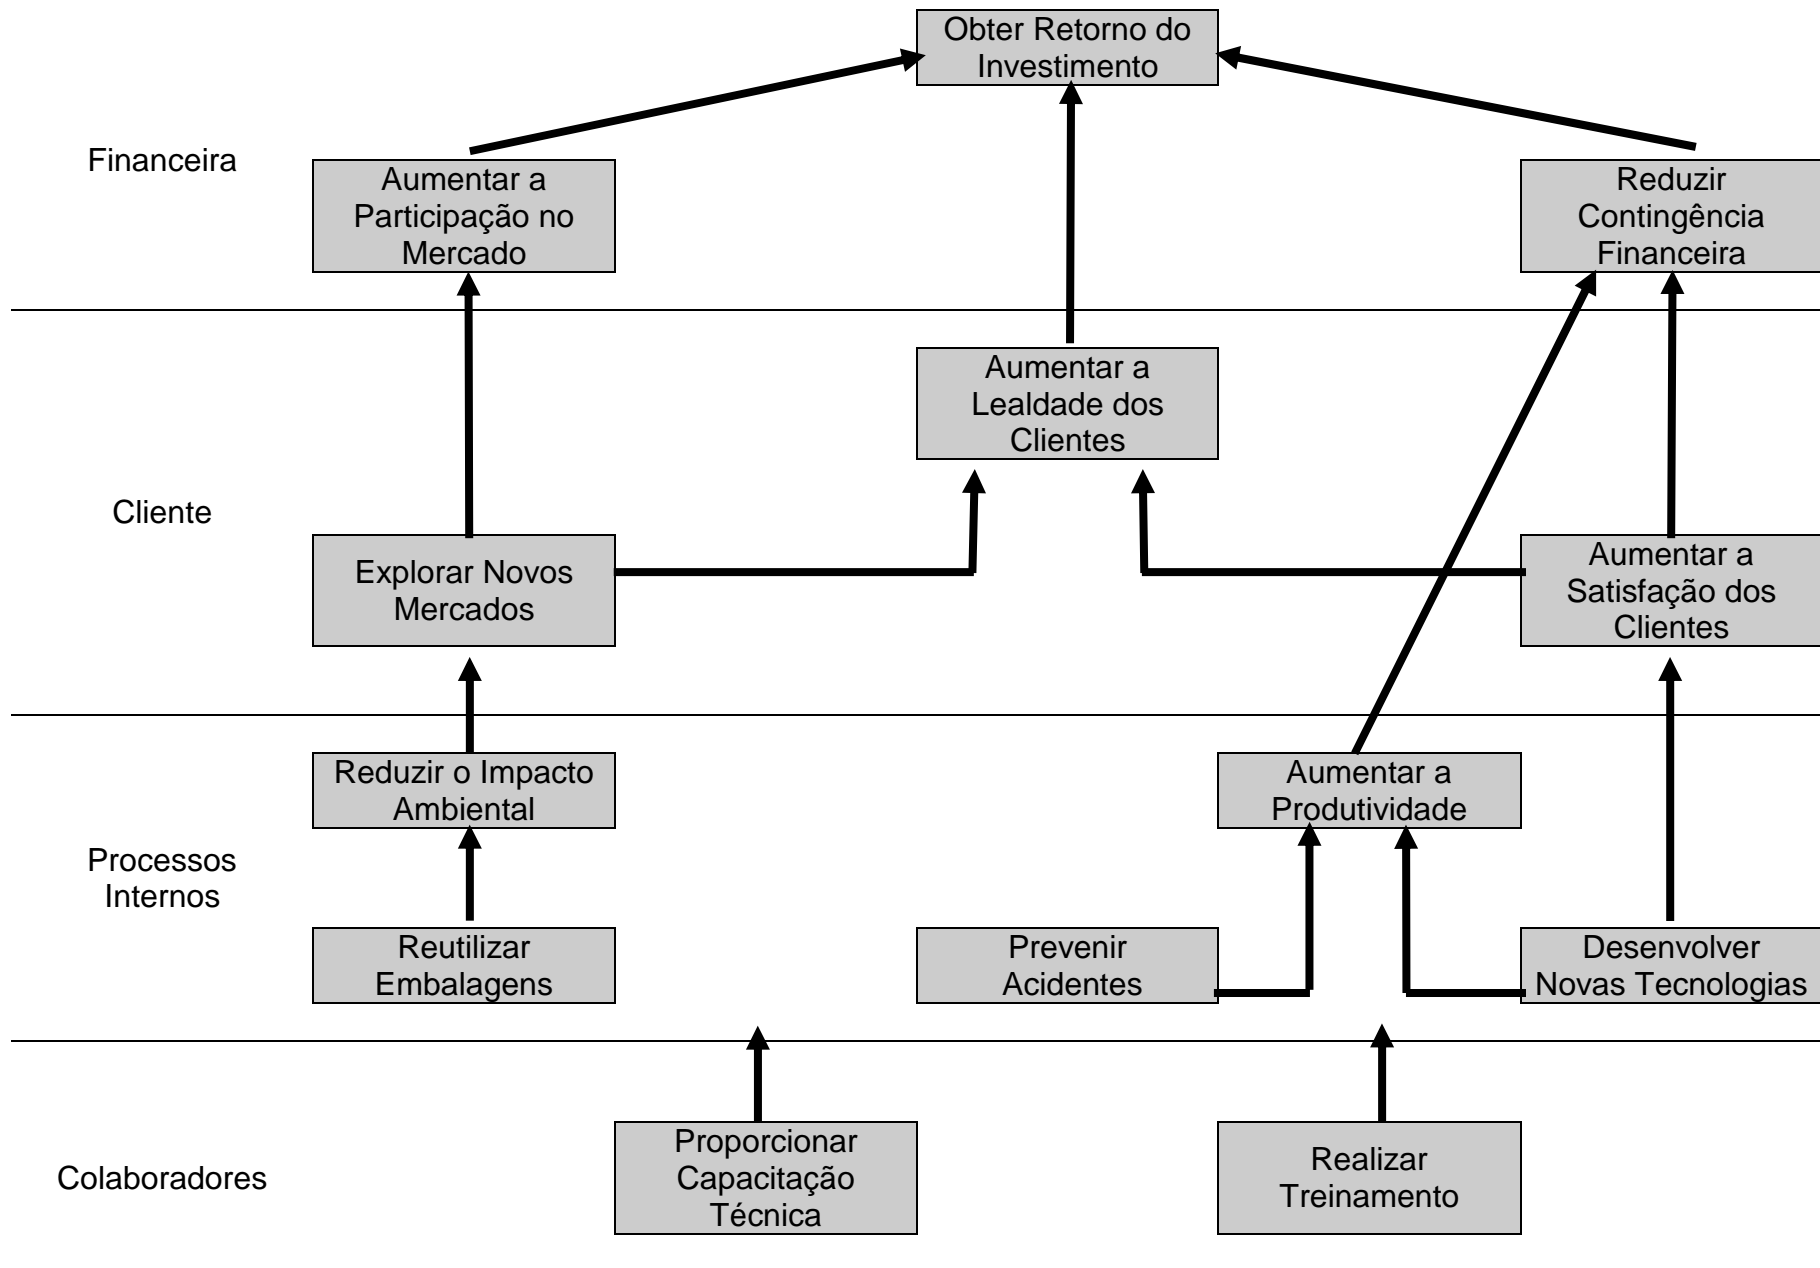 Obter Retorno do
Investimento
Financeira
Aumentar a
Participação no
Mercado
Reduzir
Contingência
Financeira
Aumentar a
Lealdade dos
Clientes
Cliente
Explorar Novos
Mercados
Aumentar a
Satisfação dos
Clientes
Reduzir o Impacto
Ambiental
Aumentar a
Produtividade
Processos
Internos
Reutilizar
Embalagens
Prevenir
Acidentes
Desenvolver
Novas Tecnologias
Colaboradores
Proporcionar
Capacitação
Técnica
Realizar
Treinamento